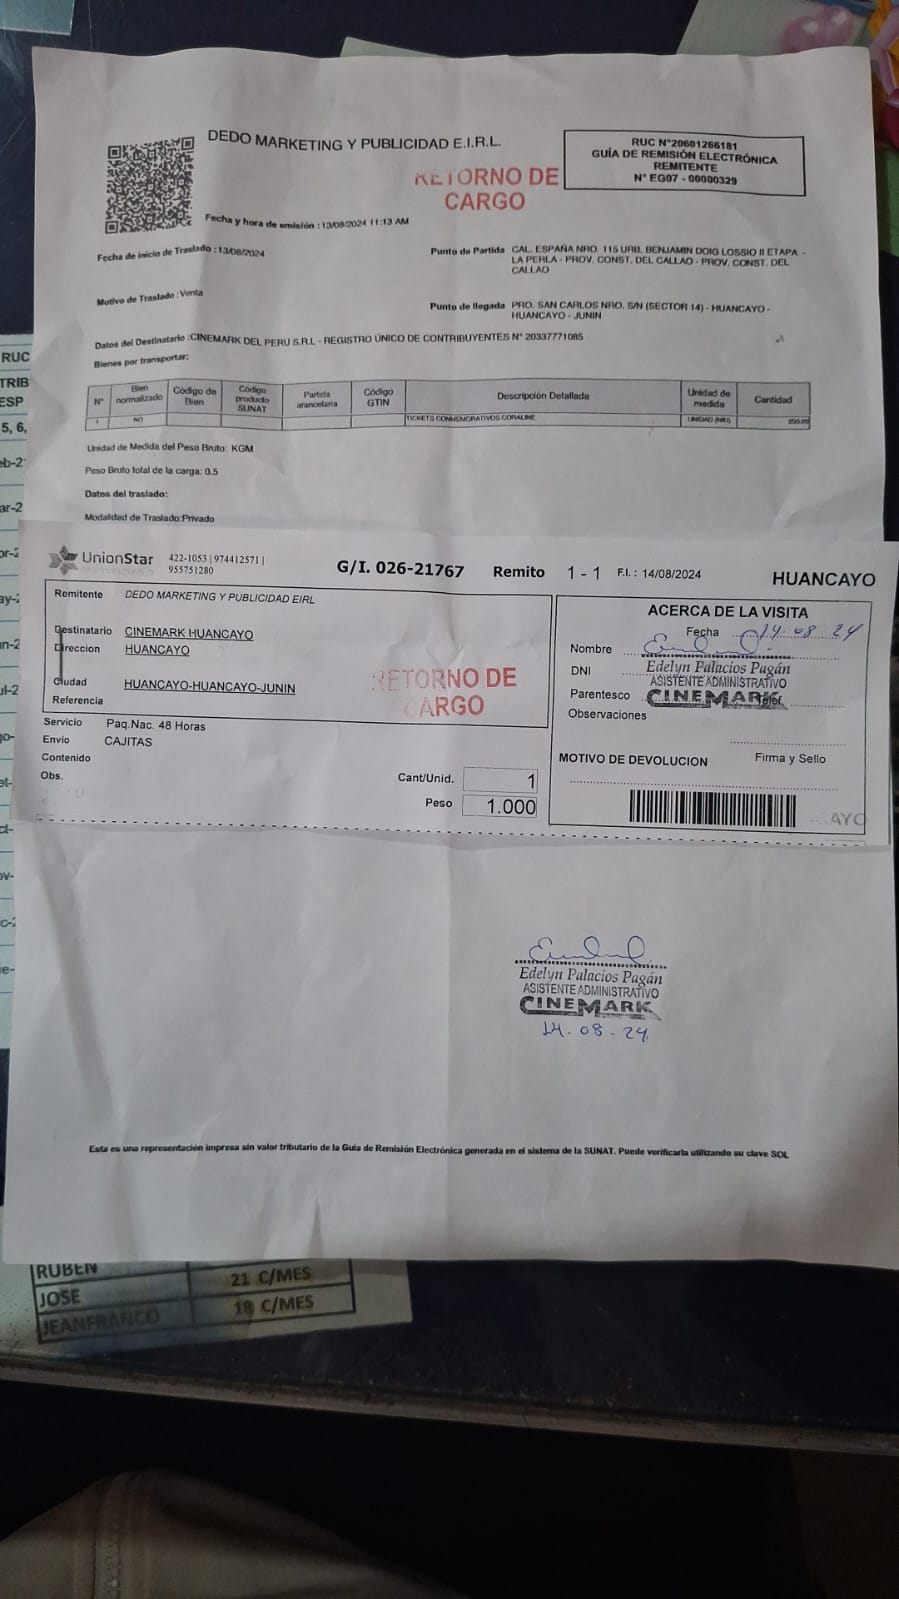 DEDO MARKETING Y PUBLICIDAD E.I.R.L.
RUC N°20601266181
GUÍA DE REMISIÓN ELECTRÓNICA
REMITENTE
N° EG07 - 00000329
RETORNO DE
CARGO
Fecha y hora de emisión : 13/08/2024 11:13 AM
Fecha de inicio de Traslado : 13/08/2024
Punto de Partida CAL. ESPAÑA NRO. 115 URB. BENJAMIN DOIG LOSSIO II ETAPA -
LA PERLA - PROV. CONST. DEL CALLAO - PROV. CONST. DEL
CALLAO
Motivo de Traslado : Venta
Punto de llegada PRO. SAN CARLOS NRO. S/N (SECTOR 14) - HUANCAYO -
HUANCAYO - JUNIN
Datos del Destinatario : CINEMARK DEL PERU S.R.L - REGISTRO ÚNICO DE CONTRIBUYENTES N° 20337771085
Bienes por transportar:
N° Bien normalizado Código de Bien Código producto SUNAT Partida arancelaria Código GTIN Descripción Detallada Unidad de medida Cantidad
1 NO TICKETS CONMEMORATIVOS CORALINE UNIDAD
Unidad de Medida del Peso Bruto: KGM
Peso Bruto total de la carga: 0.5
Datos del traslado:
Modalidad de Traslado:Privado
UnionStar 422-1053 | 974412571 |
955751280
G/I. 026-21767 Remito 1 - 1 F.I. : 14/08/2024 HUANCAYO
Remitente DEDO MARKETING Y PUBLICIDAD EIRL
Destinatario CINEMARK HUANCAYO
Direccion HUANCAYO
Ciudad HUANCAYO-HUANCAYO-JUNIN
Referencia
RETORNO DE
CARGO
Servicio Paq.Nac. 48 Horas
Envio CAJITAS
Contenido
Obs.
Cant/Unid. 1
Peso 1.000
ACERCA DE LA VISITA
Fecha 14 08 24
Nombre
DNI Edelyn Palacios Pagán
ASISTENTE ADMINISTRATIVO
Parentesco CINEMARK
Observaciones
MOTIVO DE DEVOLUCION Firma y Sello
Edelyn Palacios Pagán
ASISTENTE ADMINISTRATIVO
CINEMARK
14. 08 - 24
Esta es una representación impresa sin valor tributario de la Guía de Remisión Electrónica generada en el sistema de la SUNAT. Puede verificarla utilizando su clave SOL
RUBEN
21 C/MES
JOSE
18 C/MES
JEANFRANCO
RUC
TRIB
ESP
5, 6,